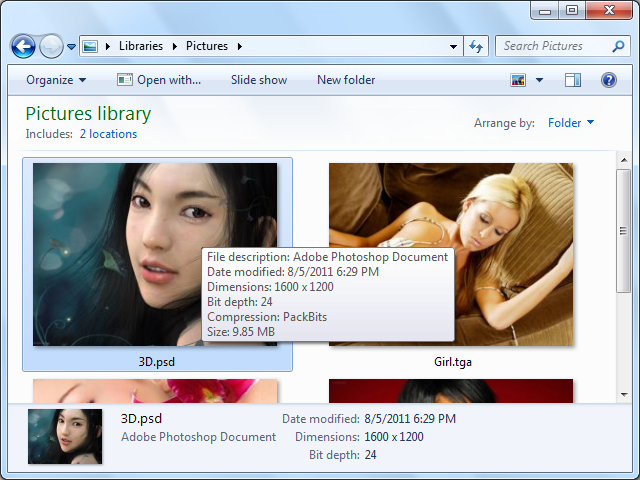 Libraries Pictures
Search Pictures
Organize Open with... Slide show New folder
Pictures library
Includes: 2 locations
Arrange by: Folder
File description: Adobe Photoshop Document
Date modified: 8/5/2011 6:29 PM
Dimensions: 1600 x 1200
Bit depth: 24
Compression: PackBits
Size: 9.85 MB
3D.psd
Girl.tga
3D.psd
Adobe Photoshop Document
Date modified: 8/5/2011 6:29 PM
Dimensions: 1600 x 1200
Bit depth: 24